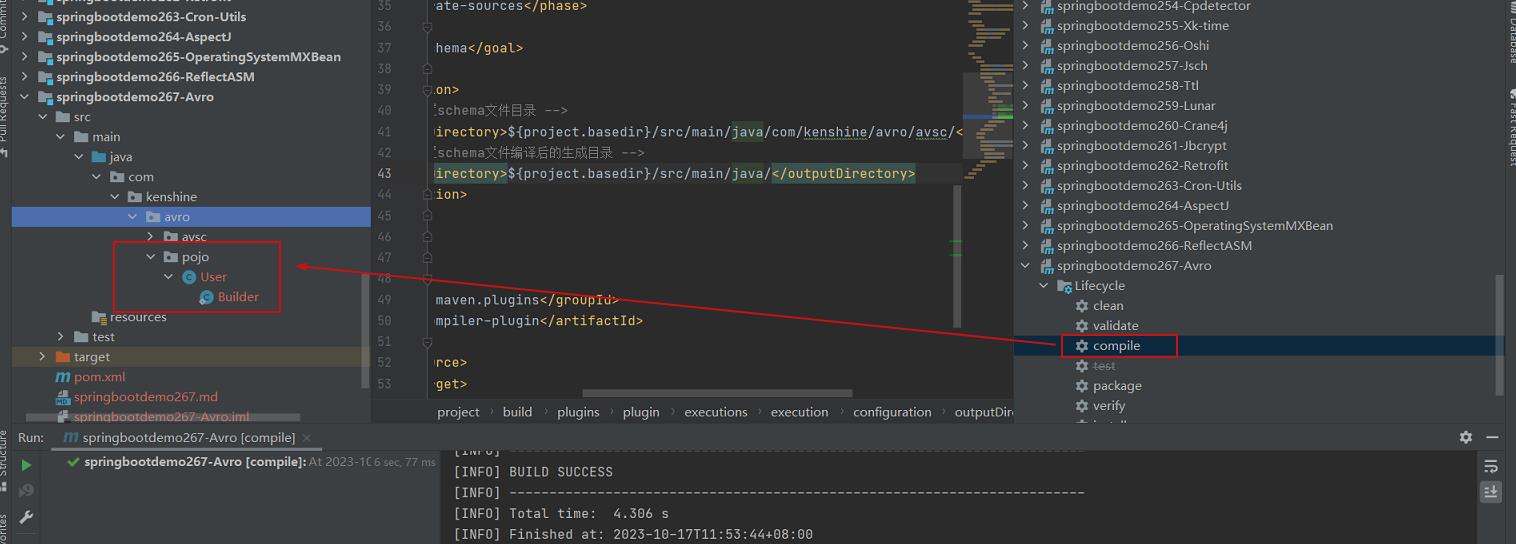 Commit
Pull Requests
springbootdemo263-Cron-Utils
springbootdemo264-AspectJ
springbootdemo265-OperatingSystemMXBean
springbootdemo266-ReflectASM
springbootdemo267-Avro
src
main
java
com
kenshine
avro
avsc
pojo
User
Builder
resources
test
target
pom.xml
springbootdemo267.md
springbootdemo267-Avro.iml
35 ate-sources</phase>
36
37 hema</goal>
38
39 ion>
40 schema文件目录 -->
41 directory>${project.basedir}/src/main/java/com/kenshine/avro/avsc/<
42 schema文件编译后的生成目录 -->
43 directory>${project.basedir}/src/main/java/</outputDirectory>
44 tion>
45
46
47
48
49 maven.plugins</groupId>
50 mpiler-plugin</artifactId>
51
52 rce>
53 get>
project › build › plugins › plugin › executions › execution › configuration › outputDir
springbootdemo254-Cpdetector
springbootdemo255-Xk-time
springbootdemo256-Oshi
springbootdemo257-Jsch
springbootdemo258-Ttl
springbootdemo259-Lunar
springbootdemo260-Crane4j
springbootdemo261-Jbcrypt
springbootdemo262-Retrofit
springbootdemo263-Cron-Utils
springbootdemo264-AspectJ
springbootdemo265-OperatingSystemMXBean
springbootdemo266-ReflectASM
springbootdemo267-Avro
Lifecycle
clean
validate
compile
test
package
verify
Database
Fast Request
Run: springbootdemo267-Avro [compile] ×
springbootdemo267-Avro [compile]: At 2023-10 6 sec, 77 ms
[INFO] ------------------------------------------------------------------------
[INFO] BUILD SUCCESS
[INFO] ------------------------------------------------------------------------
[INFO] Total time:  4.306 s
[INFO] Finished at: 2023-10-17T11:53:44+08:00
Structure